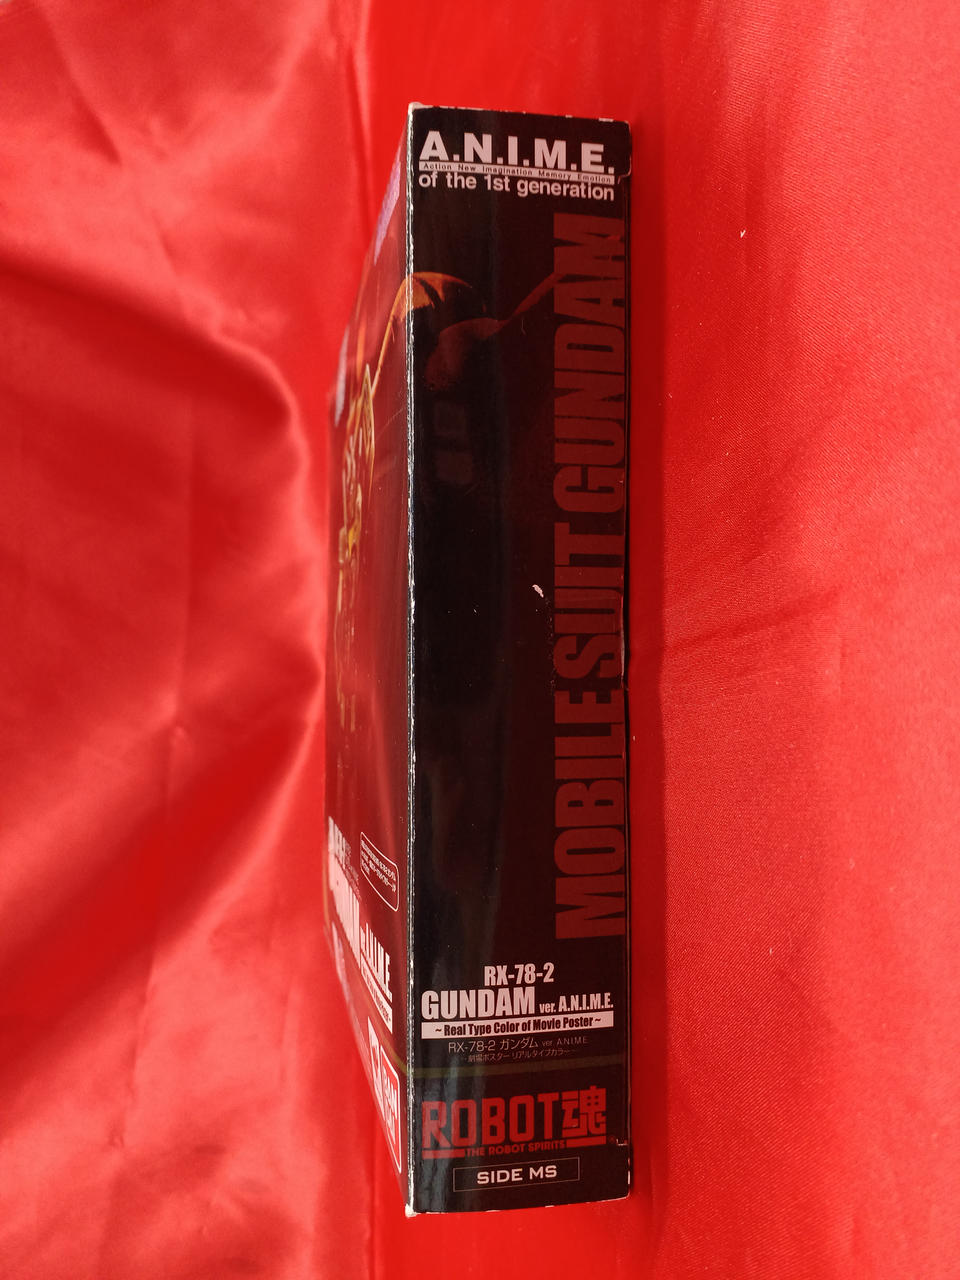 A.N.I.M.E.
Action New Imagination Memory Emotion
of the 1st generation
MOBILE SUIT GUNDAM
RX-78-2
GUNDAM ver. A.N.I.M.E.
~ Real Type Color of Movie Poster ~
RX-78-2 ガンダム ver. A.N.I.M.E.
~劇場ポスター リアルタイプカラー~
ROBOT魂
THE ROBOT SPIRITS
SIDE MS
A.N.I.M.E.